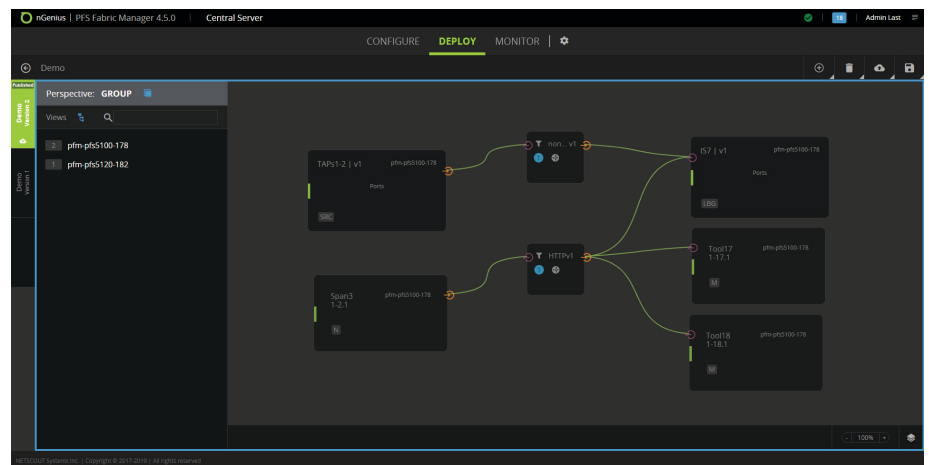 nGenius | PFS Fabric Manager 4.5.0 | Central Server
18 | Admin Last
CONFIGURE DEPLOY MONITOR
Demo
Published
Demo
Version 2
Demo
Version 1
Perspective: GROUP
Views
2 pfm-pfs5100-178
1 pfm-pfs5120-182
TAPs1-2 | v1 pfm-pfs5100-178
Ports
SRC
non... v1
IS7 | v1 pfm-pfs5100-178
Ports
LBG
HTTPv1
Tool17 pfm-pfs5100-178
1-17.1
M
Span3 pfm-pfs5100-178
1-2.1
N
Tool18 pfm-pfs5100-178
1-18.1
M
- 100% +
NETSCOUT Systems Inc. | Copyright © 2017-2019 | All rights reserved